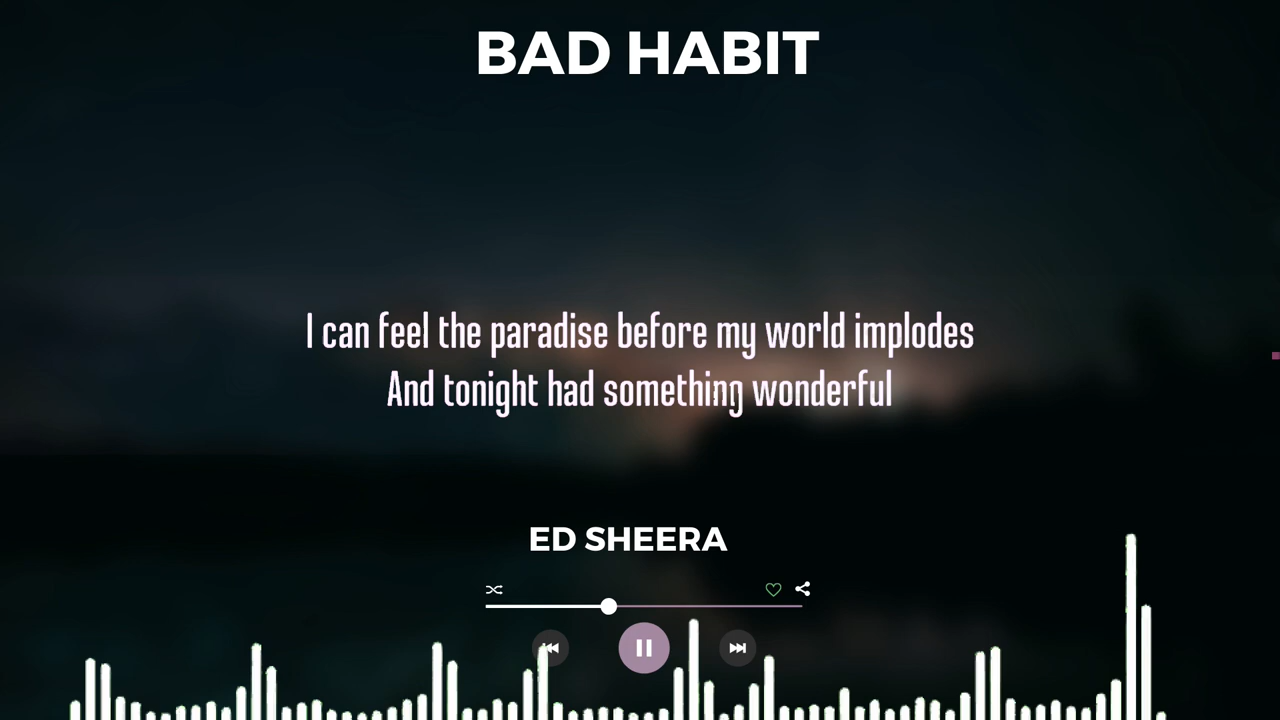 BAD HABIT
I can feel the paradise before my world implodes
And tonight had something wonderful
ED SHEERA